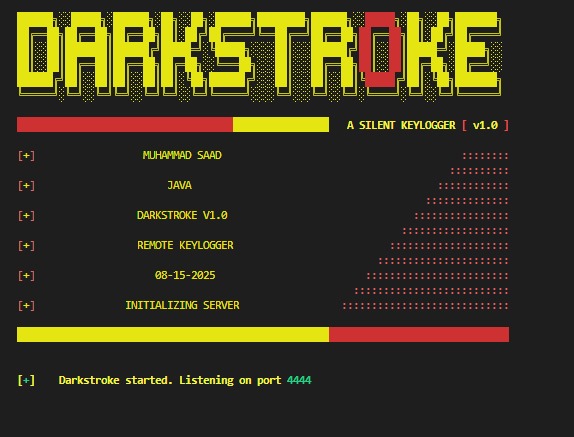 DARKSTROKE
A SILENT KEYLOGGER [ v1.0 ]
[+] MUHAMMAD SAAD
[+] JAVA
[+] DARKSTROKE V1.0
[+] REMOTE KEYLOGGER
[+] 08-15-2025
[+] INITIALIZING SERVER
[+] Darkstroke started. Listening on port 4444